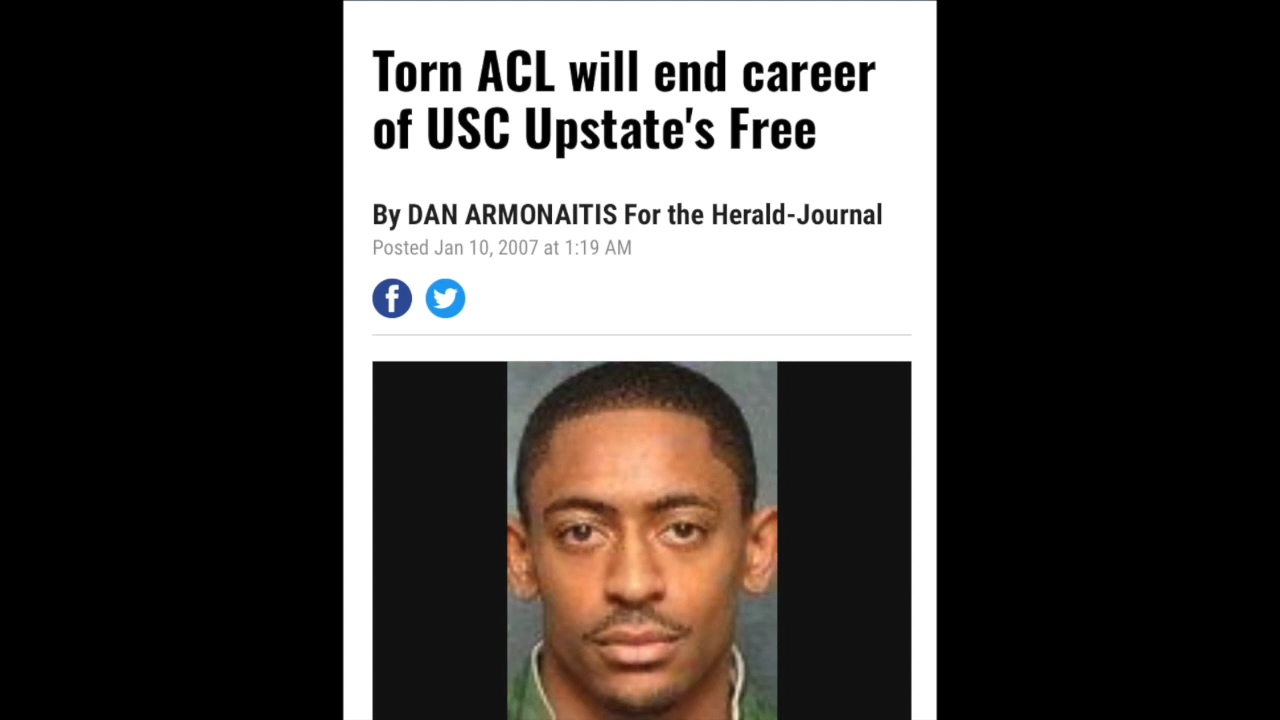 Torn ACL will end career
of USC Upstate's Free
By DAN ARMONAITIS For the Herald-Journal
Posted Jan 10, 2007 at 1:19 AM